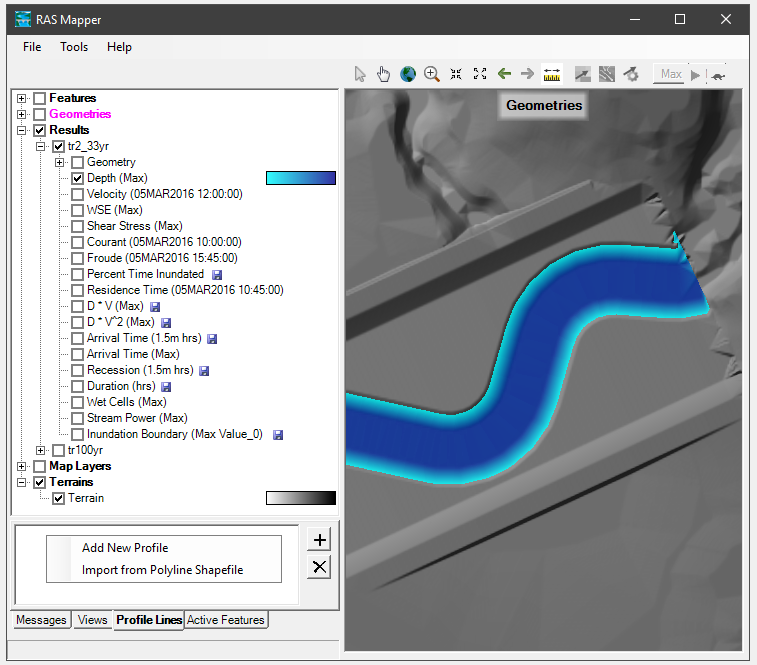 RAS Mapper
File Tools Help
Max
Features
Geometries
Geometries
Results
tr2_33yr
Geometry
Depth (Max)
Velocity (05MAR2016 12:00:00)
WSE (Max)
Shear Stress (Max)
Courant (05MAR2016 10:00:00)
Froude (05MAR2016 15:45:00)
Percent Time Inundated
Residence Time (05MAR2016 10:45:00)
D * V (Max)
D * V^2 (Max)
Arrival Time (1.5m hrs)
Arrival Time (Max)
Recession (1.5m hrs)
Duration (hrs)
Wet Cells (Max)
Stream Power (Max)
Inundation Boundary (Max Value_0)
tr100yr
Map Layers
Terrains
Terrain
Add New Profile
Import from Polyline Shapefile
Messages Views Profile Lines Active Features